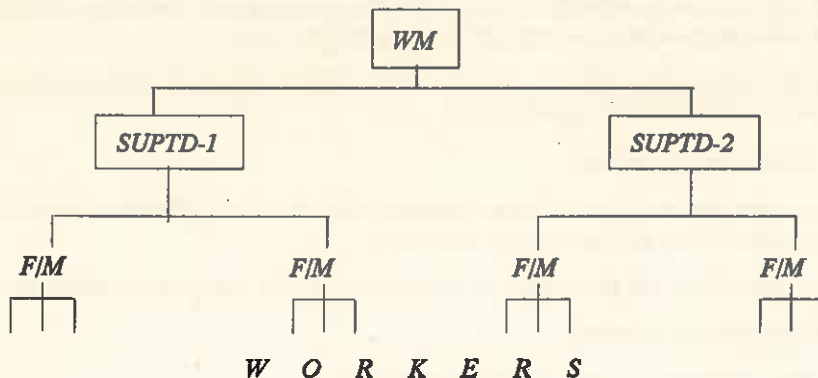 WM
SUPTD-1 SUPTD-2
F/M F/M F/M F/M
W O R K E R S